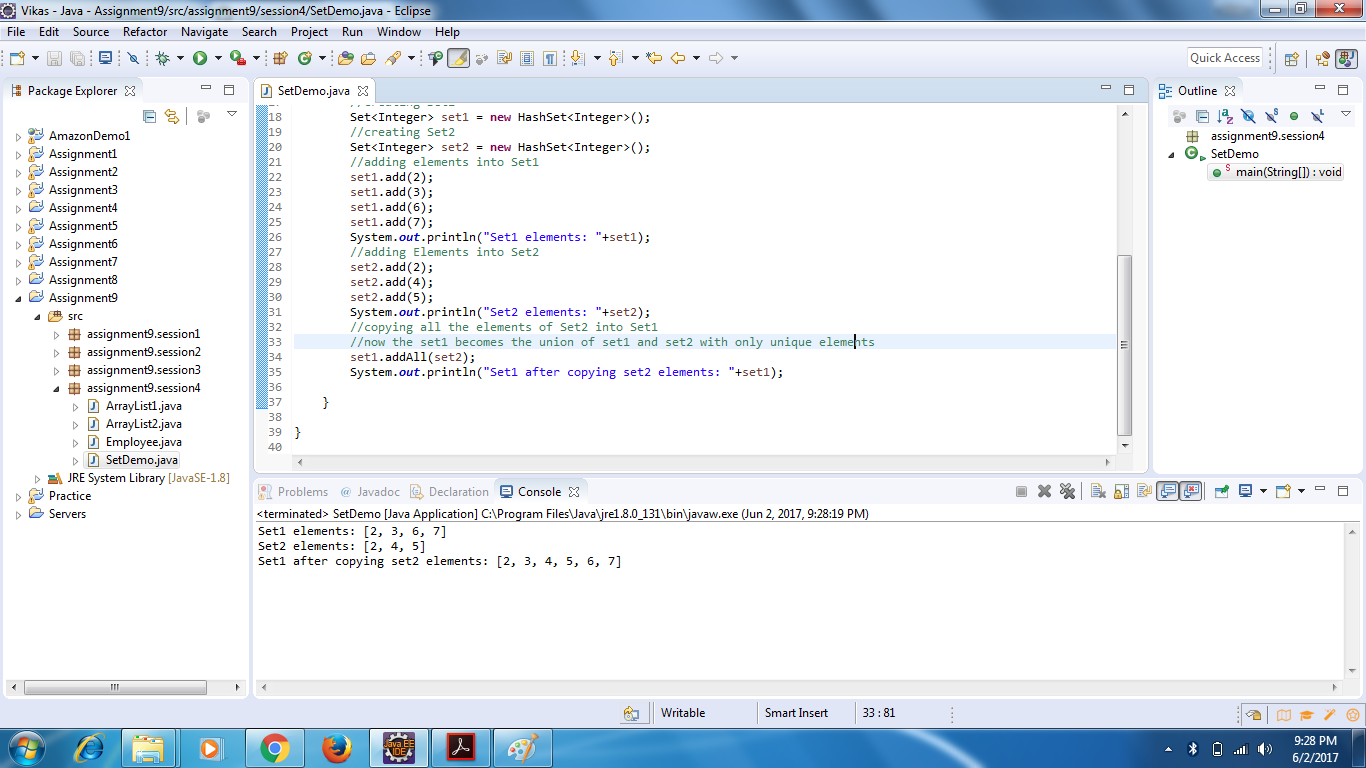 Vikas - Java - Assignment9/src/assignment9/session4/SetDemo.java - Eclipse
File Edit Source Refactor Navigate Search Project Run Window Help
Quick Access
Package Explorer
AmazonDemo1
Assignment1
Assignment2
Assignment3
Assignment4
Assignment5
Assignment6
Assignment7
Assignment8
Assignment9
src
assignment9.session1
assignment9.session2
assignment9.session3
assignment9.session4
ArrayList1.java
ArrayList2.java
Employee.java
SetDemo.java
JRE System Library [JavaSE-1.8]
Practice
Servers
SetDemo.java
18 Set<Integer> set1 = new HashSet<Integer>();
19 //creating Set2
20 Set<Integer> set2 = new HashSet<Integer>();
21 //adding elements into Set1
22 set1.add(2);
23 set1.add(3);
24 set1.add(6);
25 set1.add(7);
26 System.out.println("Set1 elements: "+set1);
27 //adding Elements into Set2
28 set2.add(2);
29 set2.add(4);
30 set2.add(5);
31 System.out.println("Set2 elements: "+set2);
32 //copying all the elements of Set2 into Set1
33 //now the set1 becomes the union of set1 and set2 with only unique elements
34 set1.addAll(set2);
35 System.out.println("Set1 after copying set2 elements: "+set1);
36
37 }
38
39 }
40
Outline
assignment9.session4
SetDemo
main(String[]) : void
Problems Javadoc Declaration Console
<terminated> SetDemo [Java Application] C:\Program Files\Java\jre1.8.0_131\bin\javaw.exe (Jun 2, 2017, 9:28:19 PM)
Set1 elements: [2, 3, 6, 7]
Set2 elements: [2, 4, 5]
Set1 after copying set2 elements: [2, 3, 4, 5, 6, 7]
Writable Smart Insert 33 : 81
Java EE
IDE
9:28 PM
6/2/2017